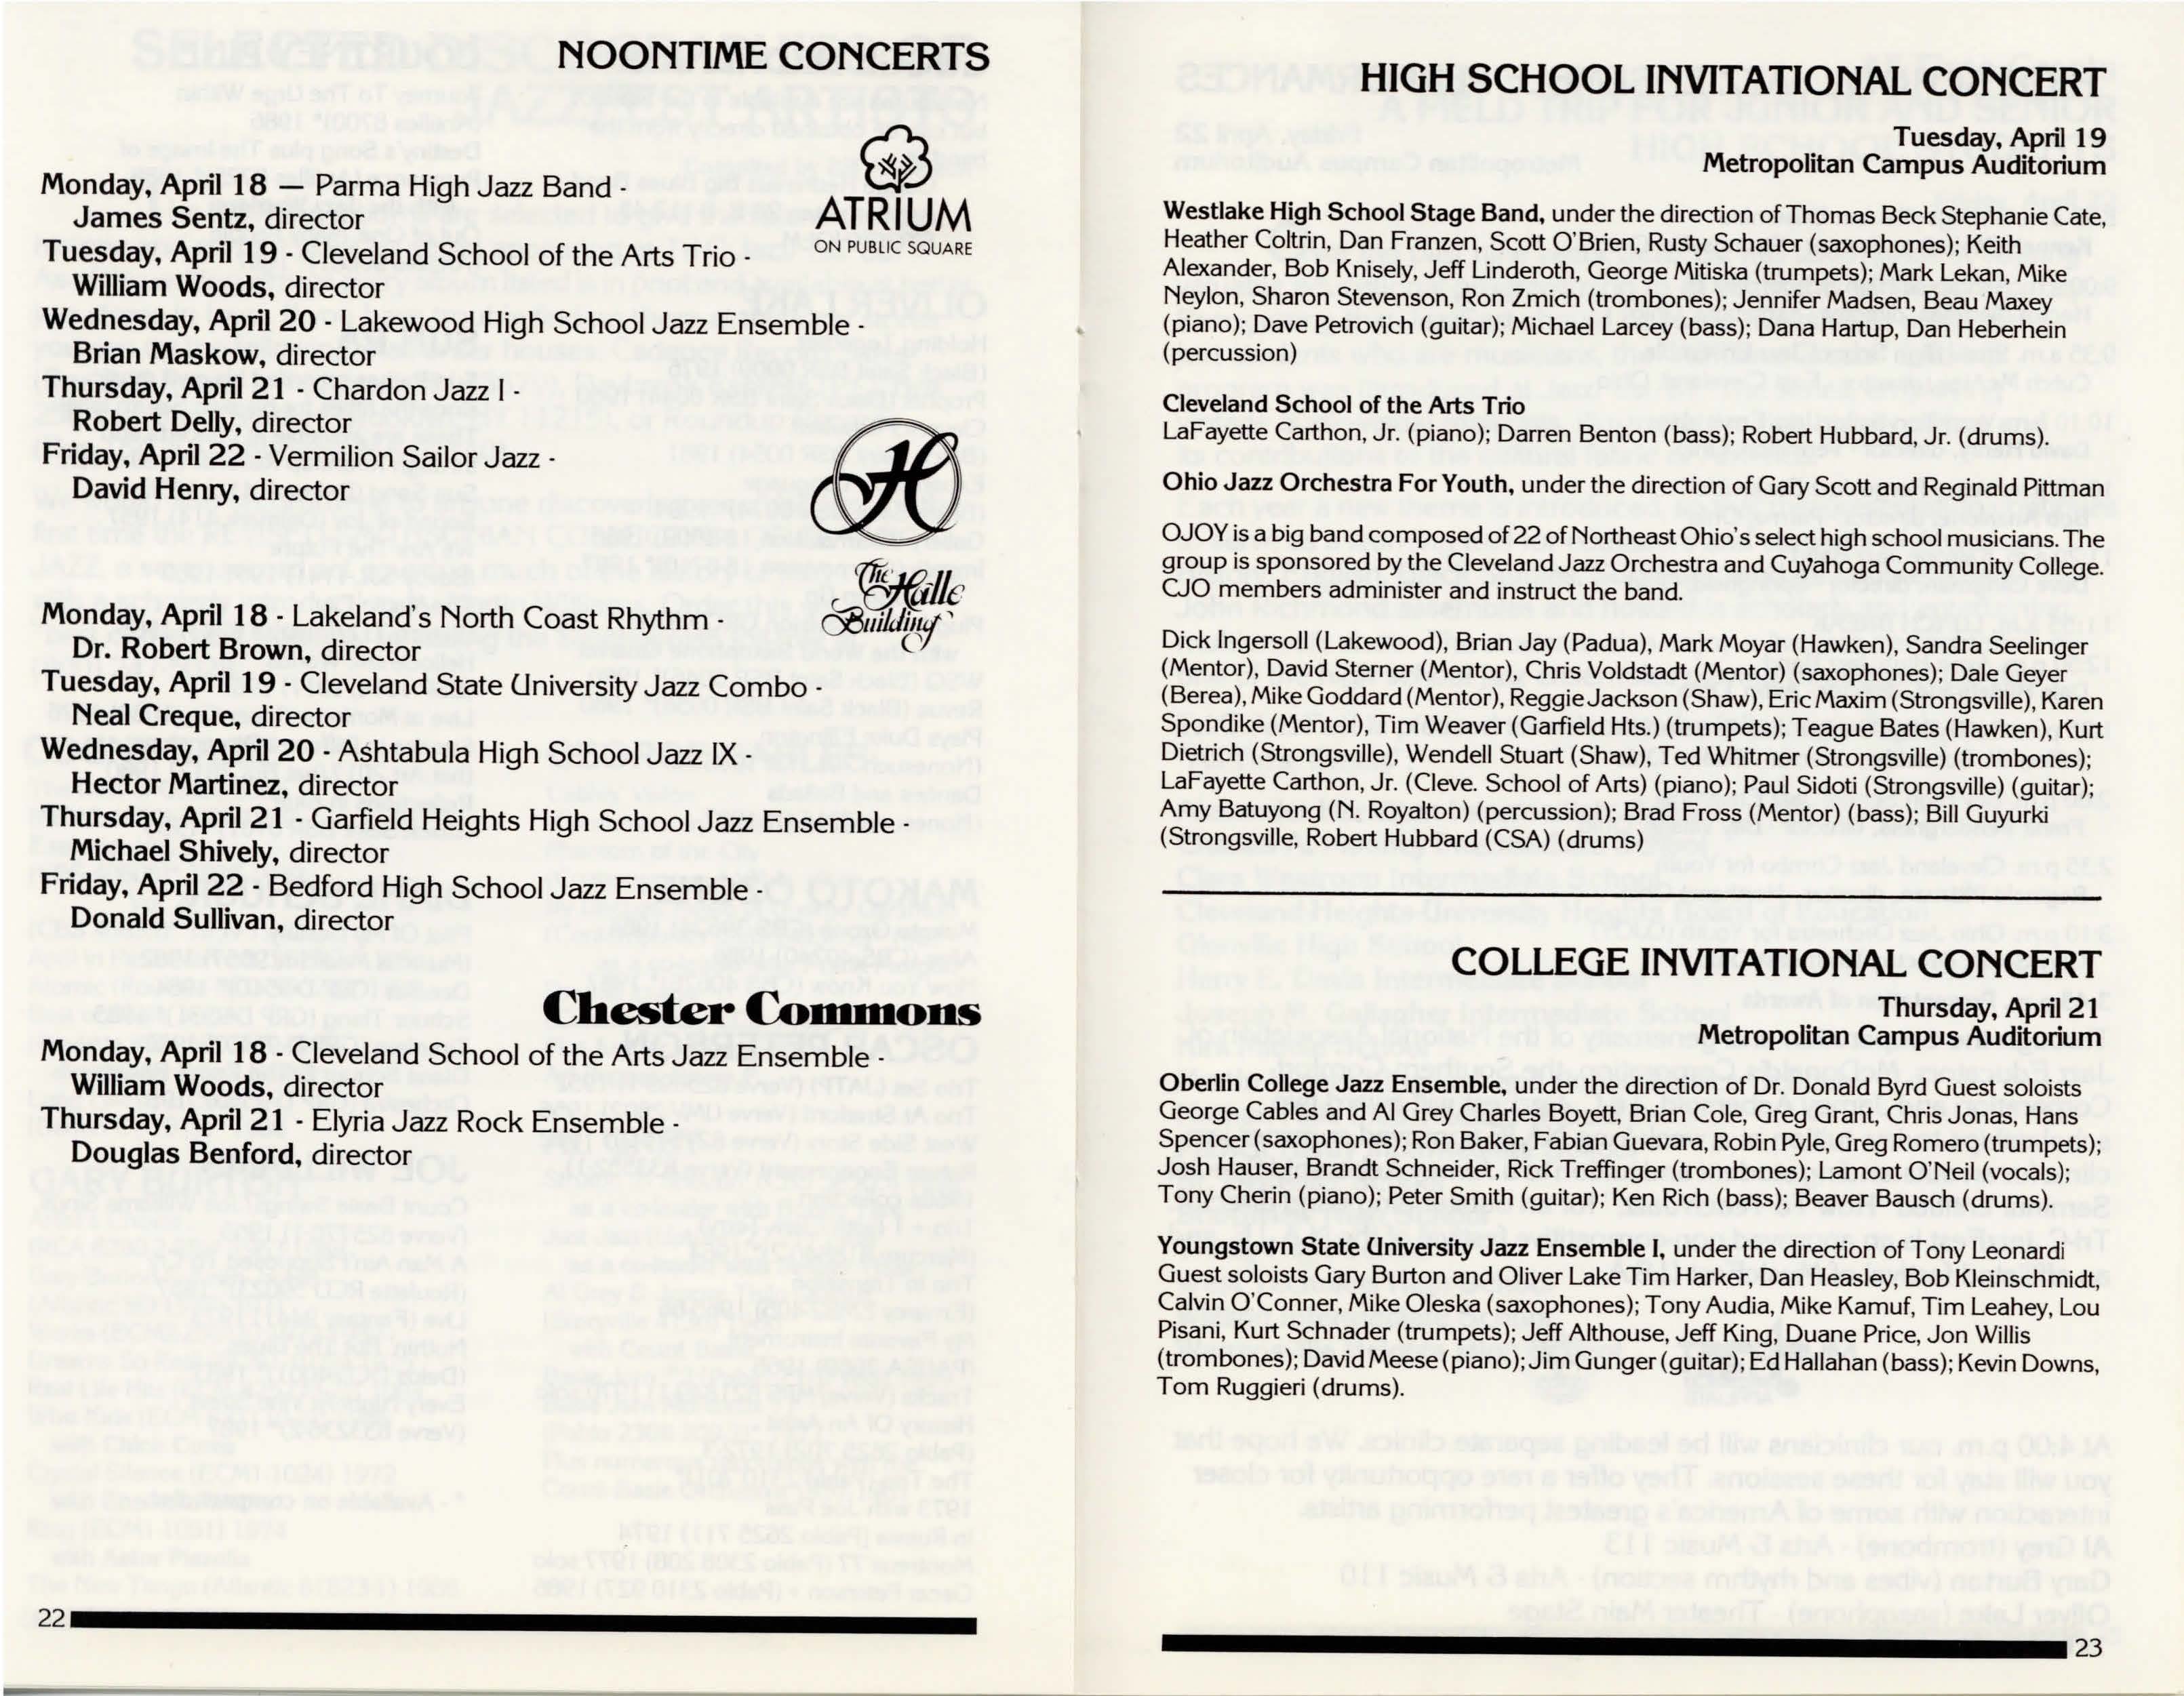 NOONTIME CONCERTS
ATRIUM
ON PUBLIC SQUARE
Monday, April 18 — Parma High Jazz Band -
James Sentz, director
Tuesday, April 19 - Cleveland School of the Arts Trio -
William Woods, director
Wednesday, April 20 - Lakewood High School Jazz Ensemble -
Brian Maskow, director
Thursday, April 21 - Chardon Jazz I -
Robert Delly, director
Friday, April 22 - Vermilion Sailor Jazz -
David Henry, director
H
The Halle
Building
Monday, April 18 - Lakeland's North Coast Rhythm -
Dr. Robert Brown, director
Tuesday, April 19 - Cleveland State University Jazz Combo -
Neal Creque, director
Wednesday, April 20 - Ashtabula High School Jazz IX -
Hector Martinez, director
Thursday, April 21 - Garfield Heights High School Jazz Ensemble -
Michael Shively, director
Friday, April 22 - Bedford High School Jazz Ensemble -
Donald Sullivan, director
Chester Commons
Monday, April 18 - Cleveland School of the Arts Jazz Ensemble -
William Woods, director
Thursday, April 21 - Elyria Jazz Rock Ensemble -
Douglas Benford, director
22
HIGH SCHOOL INVITATIONAL CONCERT
Tuesday, April 19
Metropolitan Campus Auditorium
Westlake High School Stage Band, under the direction of Thomas Beck Stephanie Cate,
Heather Coltrin, Dan Franzen, Scott O'Brien, Rusty Schauer (saxophones); Keith
Alexander, Bob Knisely, Jeff Linderoth, George Mitiska (trumpets); Mark Lekan, Mike
Neylon, Sharon Stevenson, Ron Zmich (trombones); Jennifer Madsen, Beau Maxey
(piano); Dave Petrovich (guitar); Michael Larcey (bass); Dana Hartup, Dan Heberhein
(percussion)
Cleveland School of the Arts Trio
LaFayette Carthon, Jr. (piano); Darren Benton (bass); Robert Hubbard, Jr. (drums).
Ohio Jazz Orchestra For Youth, under the direction of Gary Scott and Reginald Pittman
OJOY is a big band composed of 22 of Northeast Ohio's select high school musicians. The
group is sponsored by the Cleveland Jazz Orchestra and Cuyahoga Community College.
CJO members administer and instruct the band.
Dick Ingersoll (Lakewood), Brian Jay (Padua), Mark Moyar (Hawken), Sandra Seelinger
(Mentor), David Sterner (Mentor), Chris Voldstadt (Mentor) (saxophones); Dale Geyer
(Berea), Mike Goddard (Mentor), Reggie Jackson (Shaw), Eric Maxim (Strongsville), Karen
Spondike (Mentor), Tim Weaver (Garfield Hts.) (trumpets); Teague Bates (Hawken), Kurt
Dietrich (Strongsville), Wendell Stuart (Shaw), Ted Whitmer (Strongsville) (trombones);
LaFayette Carthon, Jr. (Cleve. School of Arts) (piano); Paul Sidoti (Strongsville) (guitar);
Amy Batuyong (N. Royalton) (percussion); Brad Fross (Mentor) (bass); Bill Guyurki
(Strongsville, Robert Hubbard (CSA) (drums)
COLLEGE INVITATIONAL CONCERT
Thursday, April 21
Metropolitan Campus Auditorium
Oberlin College Jazz Ensemble, under the direction of Dr. Donald Byrd Guest soloists
George Cables and Al Grey Charles Boyett, Brian Cole, Greg Grant, Chris Jonas, Hans
Spencer (saxophones); Ron Baker, Fabian Guevara, Robin Pyle, Greg Romero (trumpets);
Josh Hauser, Brandt Schneider, Rick Treffinger (trombones); Lamont O'Neil (vocals);
Tony Cherin (piano); Peter Smith (guitar); Ken Rich (bass); Beaver Bausch (drums).
Youngstown State University Jazz Ensemble I, under the direction of Tony Leonardi
Guest soloists Gary Burton and Oliver Lake Tim Harker, Dan Heasley, Bob Kleinschmidt,
Calvin O'Conner, Mike Oleska (saxophones); Tony Audia, Mike Kamuf, Tim Leahey, Lou
Pisani, Kurt Schnader (trumpets); Jeff Althouse, Jeff King, Duane Price, Jon Willis
(trombones); David Meese (piano); Jim Gunger (guitar); Ed Hallahan (bass); Kevin Downs,
Tom Ruggieri (drums).
23